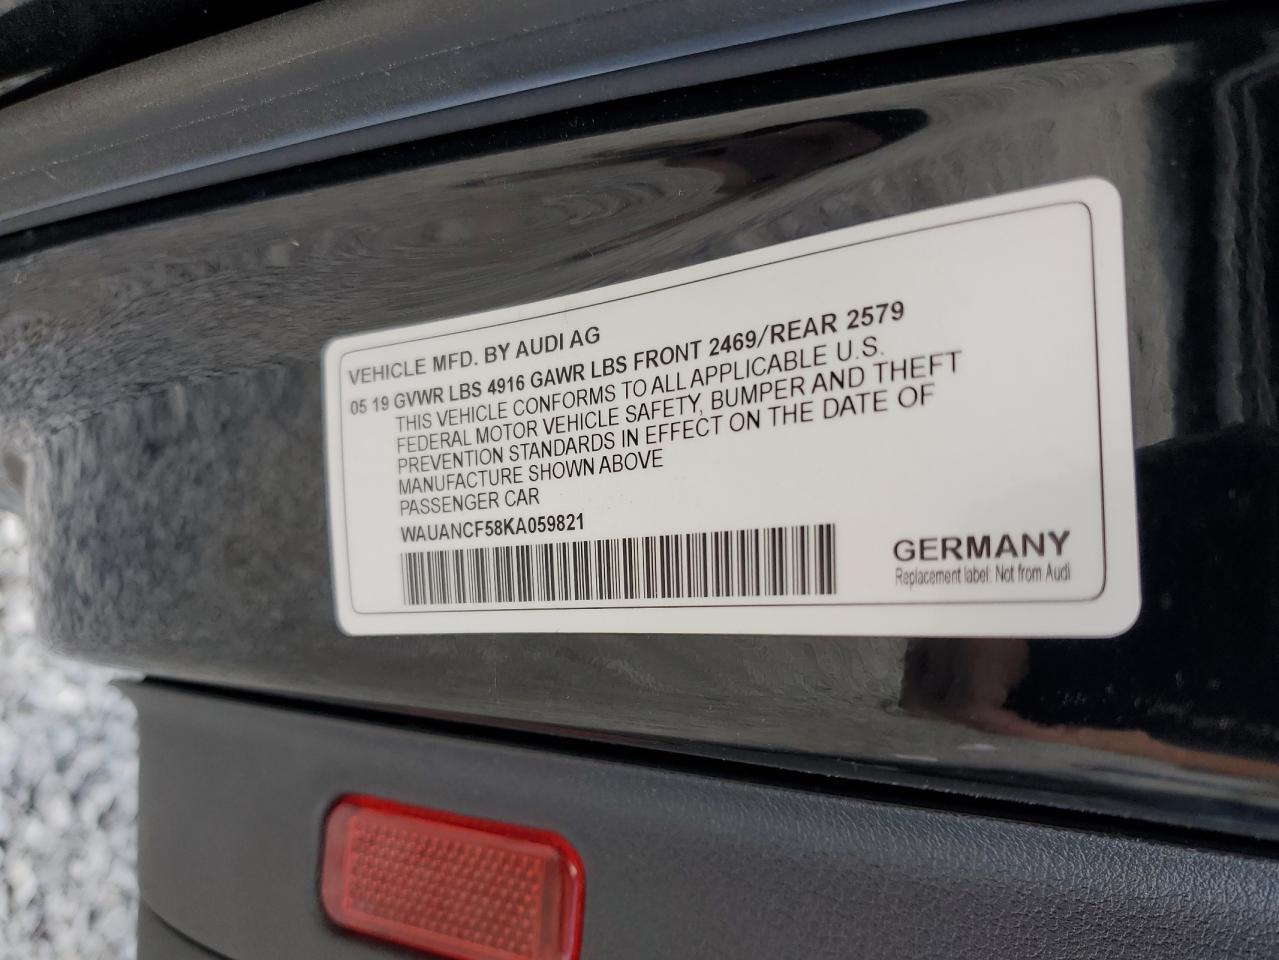 VEHICLE MFD. BY AUDI AG
05 19 GVWR LBS 4916 GAWR LBS FRONT 2469/REAR 2579
THIS VEHICLE CONFORMS TO ALL APPLICABLE U.S.
FEDERAL MOTOR VEHICLE SAFETY, BUMPER AND THEFT
PREVENTION STANDARDS IN EFFECT ON THE DATE OF
MANUFACTURE SHOWN ABOVE
PASSENGER CAR
WAUANCF58KA059821
GERMANY
Replacement label: Not from Audi